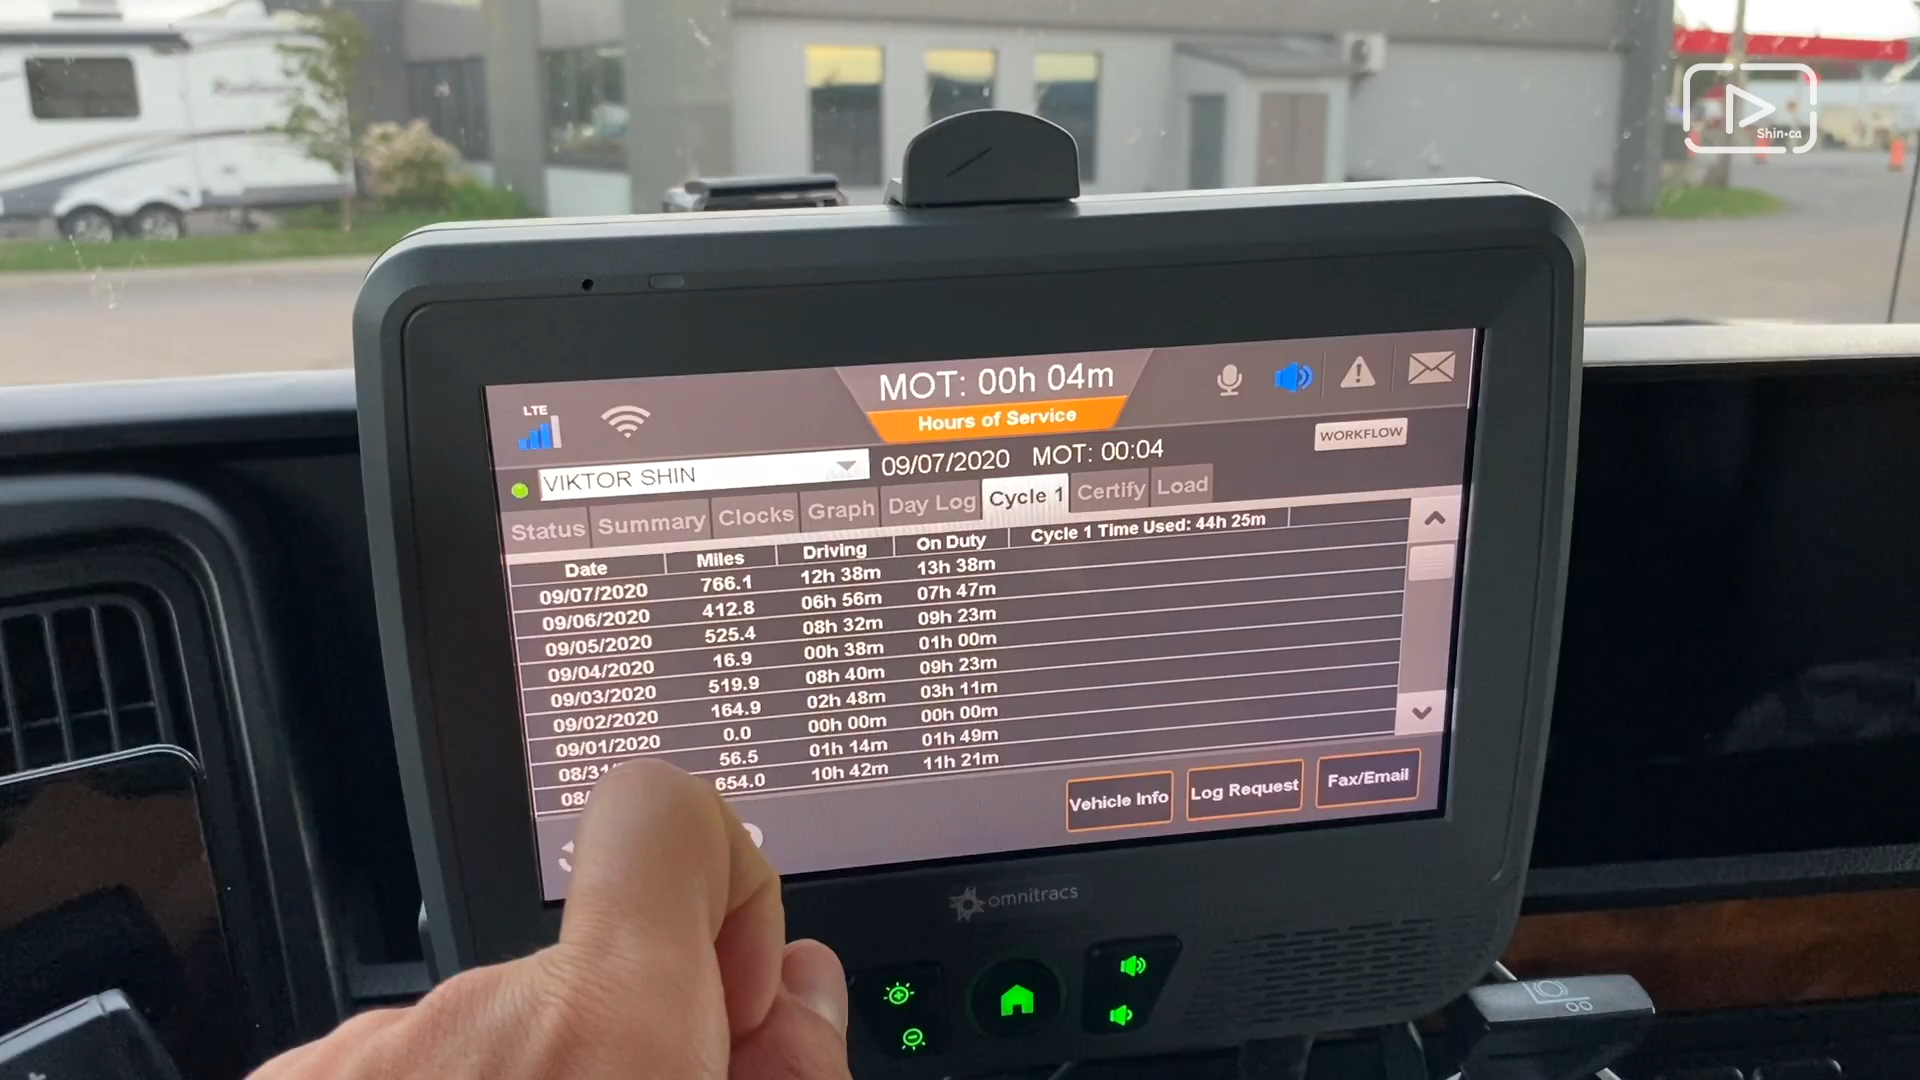 Shin·ca
MOT: 00h 04m
Hours of Service
LTE
WORKFLOW
VIKTOR SHIN
09/07/2020 MOT: 00:04
Status Summary Clocks Graph Day Log Cycle 1 Certify Load
Date Miles Driving On Duty Cycle 1 Time Used: 44h 25m
09/07/2020 766.1 12h 38m 13h 38m
09/06/2020 412.8 06h 56m 07h 47m
09/05/2020 525.4 08h 32m 09h 23m
09/04/2020 16.9 00h 38m 01h 00m
09/03/2020 519.9 08h 40m 09h 23m
09/02/2020 164.9 02h 48m 03h 11m
09/01/2020 0.0 00h 00m 00h 00m
08/31/ 56.5 01h 14m 01h 49m
08/ 654.0 10h 42m 11h 21m
Vehicle Info Log Request Fax/Email
omnitracs